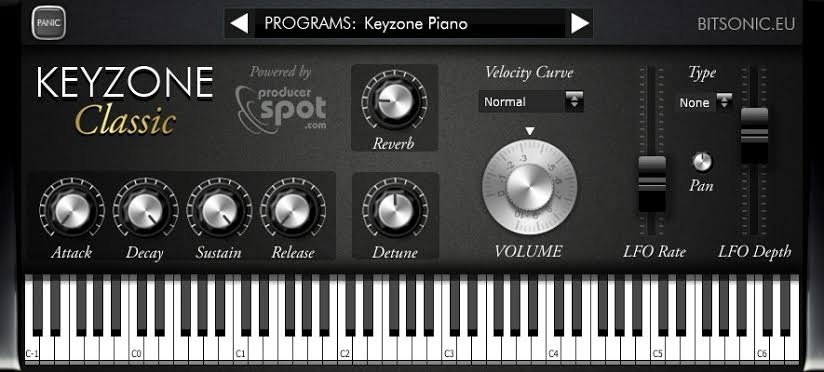 PANIC
PROGRAMS: Keyzone Piano
BITSONIC.EU
KEYZONE
Classic
Powered by
producer
spot
.com
Reverb
Velocity Curve
Normal
Type
None
Pan
Attack
Decay
Sustain
Release
Detune
VOLUME
LFO Rate
LFO Depth
C-1
C0
C1
C2
C3
C4
C5
C6